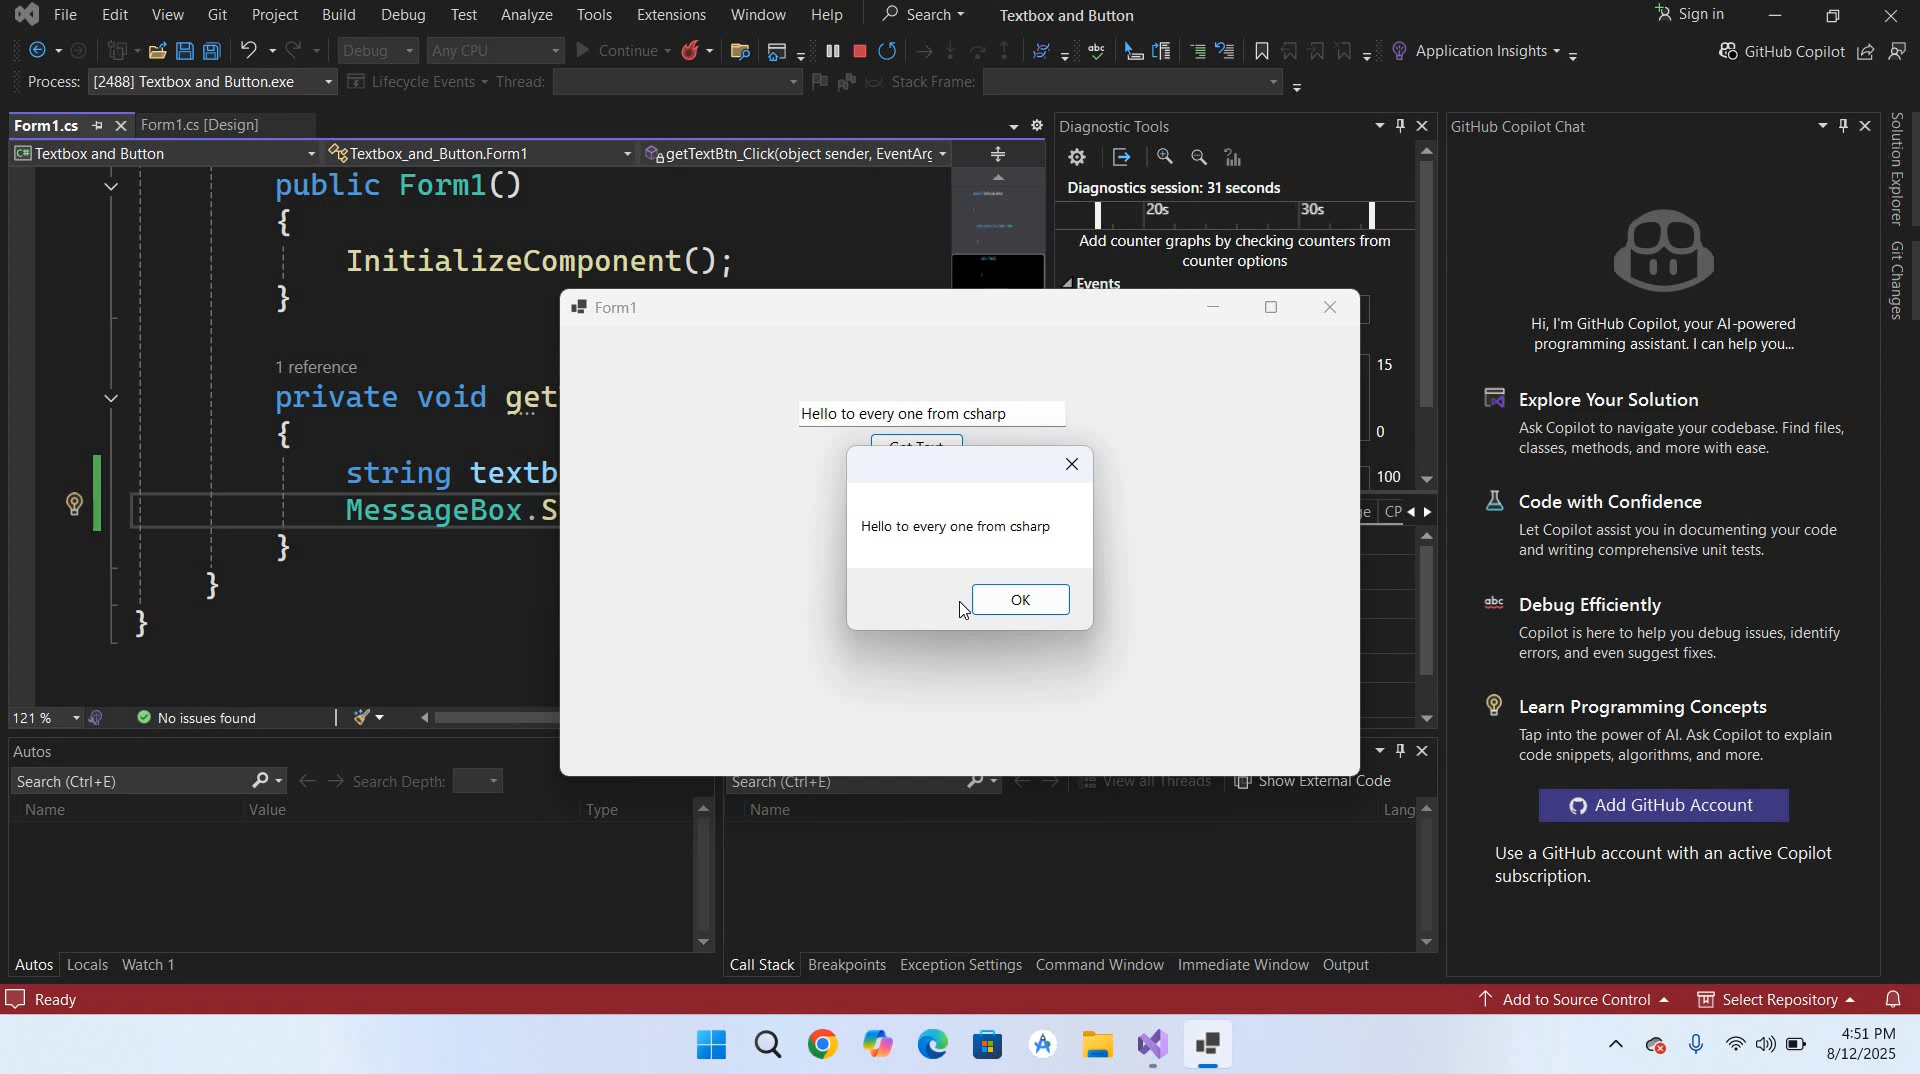 File Edit View Git Project Build Debug Test Analyze Tools Extensions Window Help Search Textbox and Button Sign in
Debug Any CPU Continue Application Insights GitHub Copilot
Process: [2488] Textbox and Button.exe Lifecycle Events Thread: Stack Frame:
Form1.cs Form1.cs [Design]
Textbox and Button Textbox_and_Button.Form1 getTextBtn_Click(object sender, EventArg
public Form1()
{
InitializeComponent();
}
1 reference
private void get
{
string textb
MessageBox.S
}
}
}
121 % No issues found
Diagnostic Tools
Diagnostics session: 31 seconds
20s 30s
Add counter graphs by checking counters from
counter options
Events
15
0
100
CP
Form1
Hello to every one from csharp
Get Text
Hello to every one from csharp
OK
GitHub Copilot Chat
Hi, I'm GitHub Copilot, your AI-powered
programming assistant. I can help you...
Explore Your Solution
Ask Copilot to navigate your codebase. Find files,
classes, methods, and more with ease.
Code with Confidence
Let Copilot assist you in documenting your code
and writing comprehensive unit tests.
abc
Debug Efficiently
Copilot is here to help you debug issues, identify
errors, and even suggest fixes.
Learn Programming Concepts
Tap into the power of AI. Ask Copilot to explain
code snippets, algorithms, and more.
Add GitHub Account
Use a GitHub account with an active Copilot
subscription.
Solution Explorer
Git Changes
Autos
Search (Ctrl+E) Search Depth:
Name Value Type
Autos Locals Watch 1
Search (Ctrl+E) View all Threads Show External Code
Name Lang
Call Stack Breakpoints Exception Settings Command Window Immediate Window Output
Ready Add to Source Control Select Repository
4:51 PM
8/12/2025